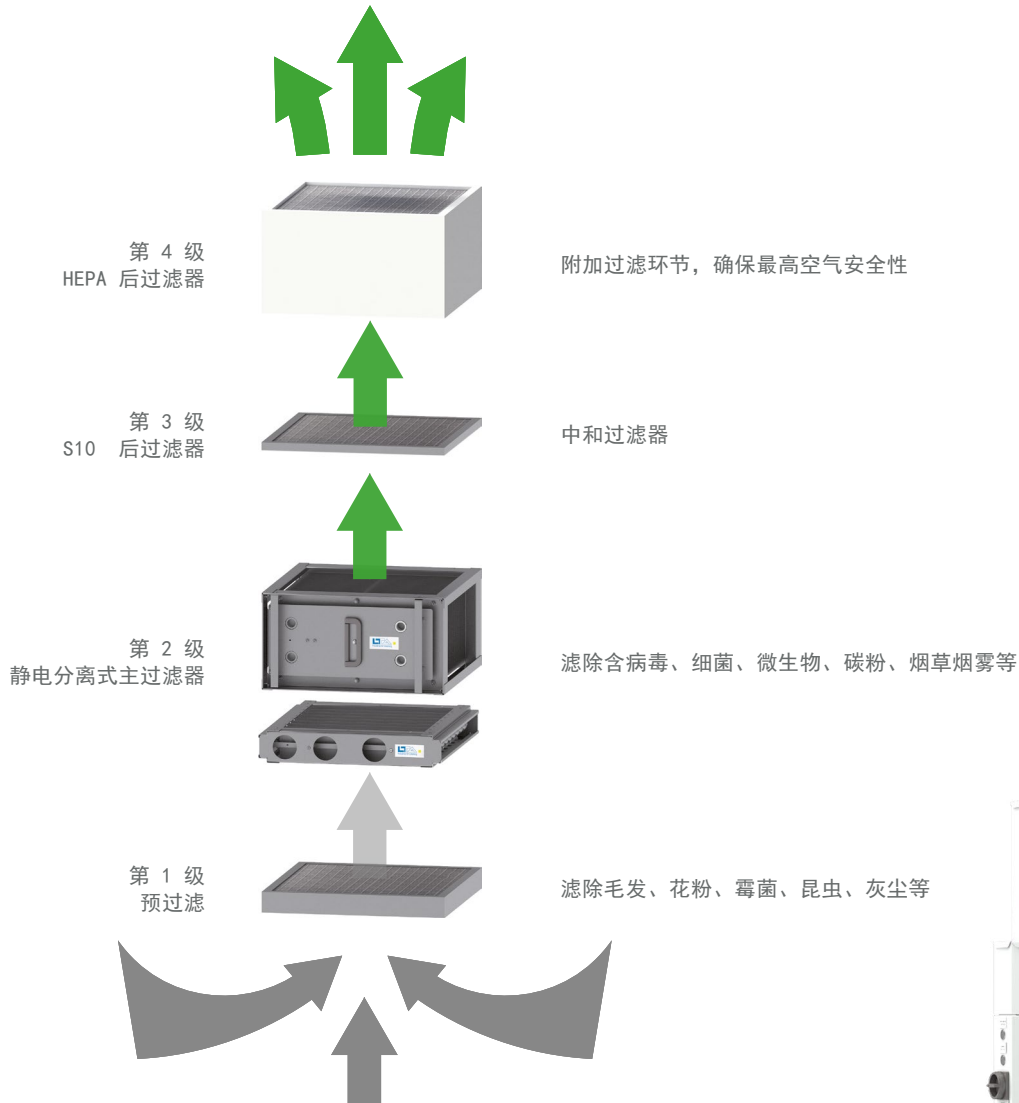 第 4 级
HEPA 后过滤器
附加过滤环节，确保最高空气安全性
第 3 级
S10 后过滤器
中和过滤器
第 2 级
静电分离式主过滤器
滤除含病毒、细菌、微生物、碳粉、烟草烟雾等
第 1 级
预过滤
滤除毛发、花粉、霉菌、昆虫、灰尘等